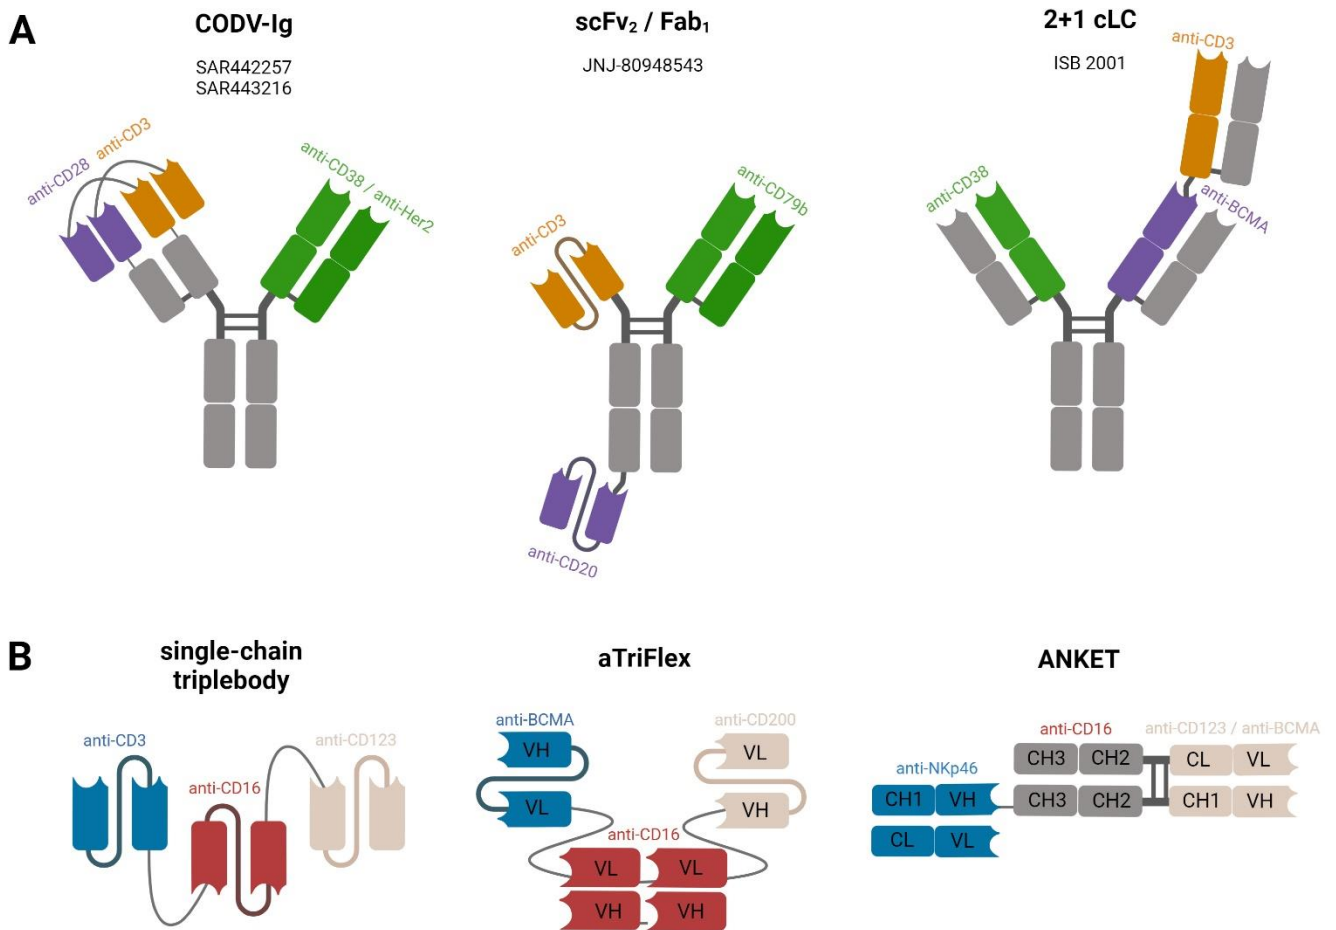 A
CODV-Ig
SAR442257
SAR443216
anti-CD28
anti-CD3
anti-CD38 / anti-Her2
scFv₂ / Fab₁
JNJ-80948543
anti-CD3
anti-CD79b
anti-CD20
2+1 cLC
ISB 2001
anti-CD3
anti-CD38
anti-BCMA
B
single-chain
triplebody
anti-CD3
anti-CD16
anti-CD123
aTriFlex
anti-BCMA
anti-CD200
VH
VL
VL
VH
anti-CD16
VL
VL
VH
VH
ANKET
anti-CD16
anti-CD123 / anti-BCMA
anti-NKp46
CH3
CH2
CL
VL
CH1
VH
CH3
CH2
CH1
VH
CL
VL